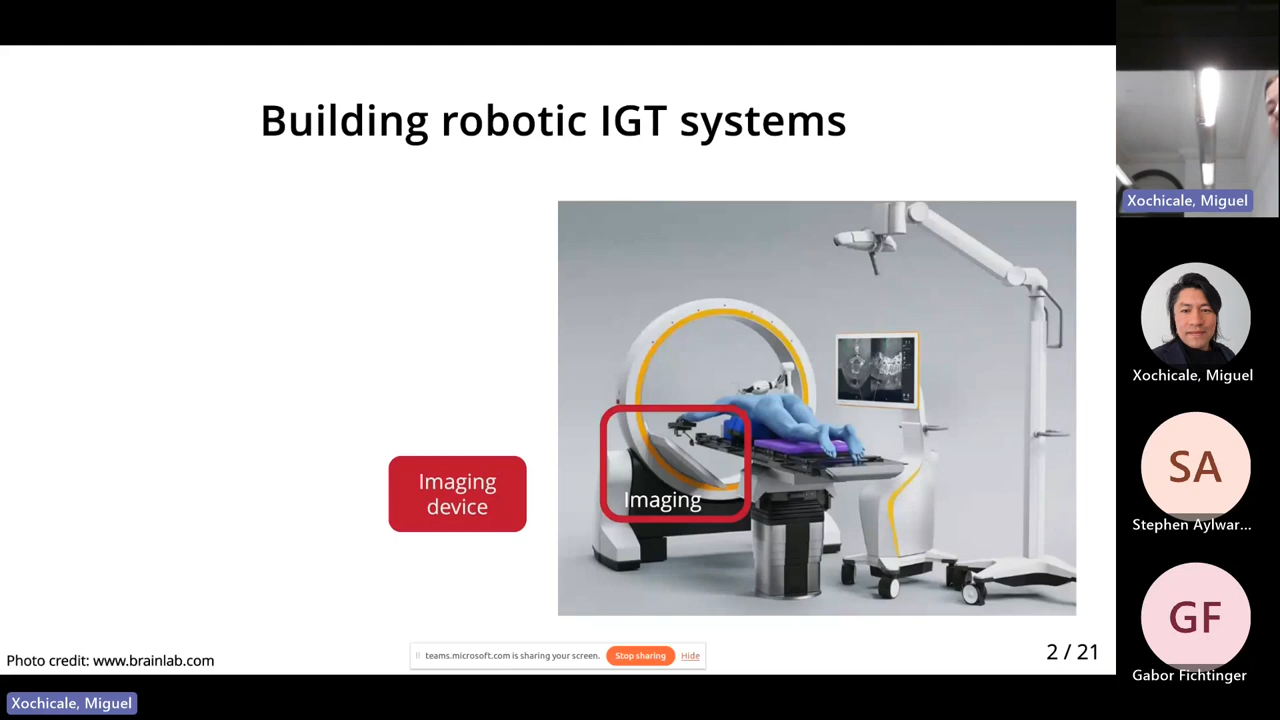 Building robotic IGT systems
Imaging
device
Imaging
Photo credit: www.brainlab.com
teams.microsoft.com is sharing your screen.
Stop sharing
Hide
2 / 21
Xochicale, Miguel
Xochicale, Miguel
Xochicale, Miguel
SA
Stephen Aylwar...
GF
Gabor Fichtinger